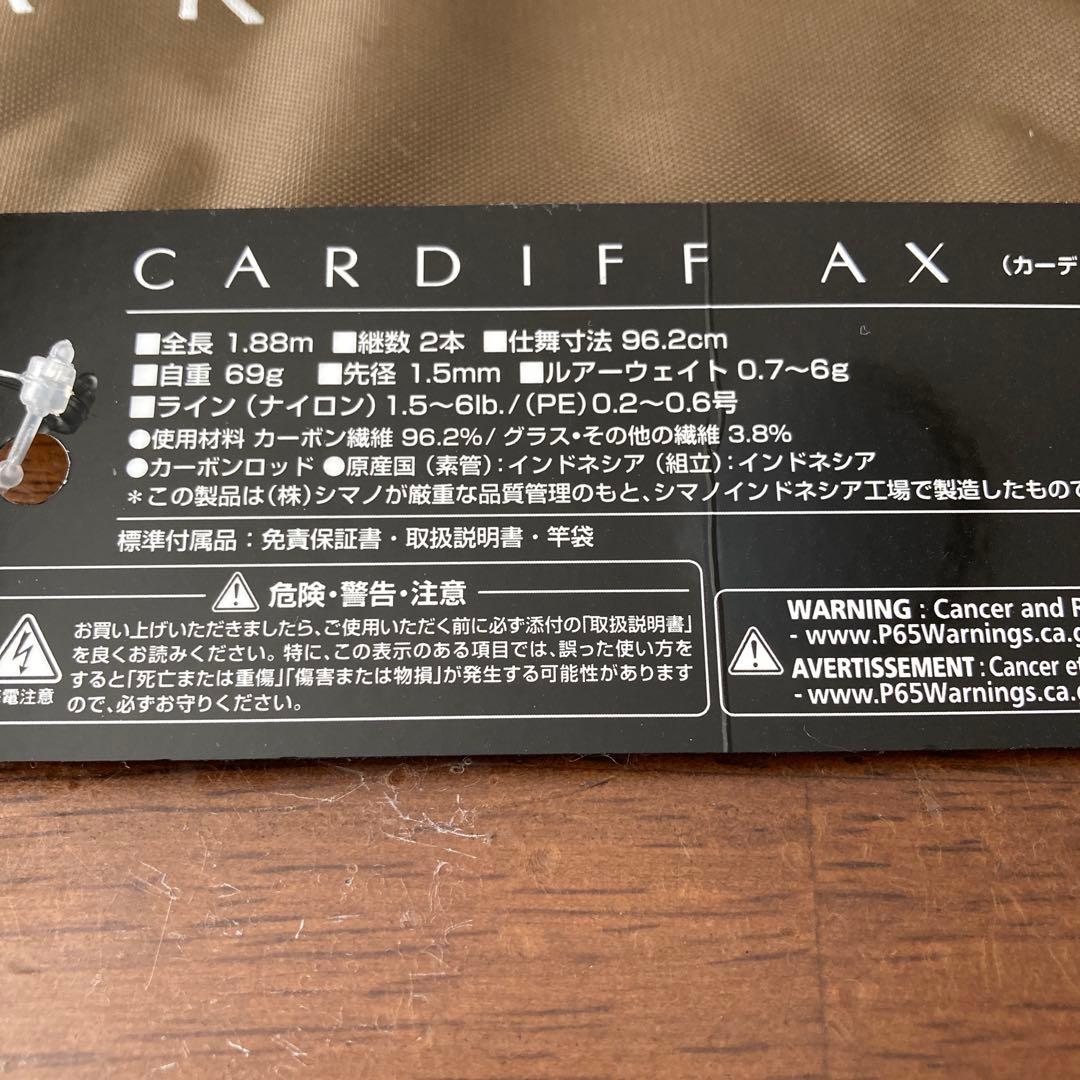 CARDIFF AX (カーデ
■全長 1.88m ■継数 2本 ■仕舞寸法 96.2cm
■自重 69g ■先径 1.5mm ■ルアーウェイト 0.7〜6g
■ライン (ナイロン) 1.5〜6lb. / (PE) 0.2〜0.6号
●使用材料 カーボン繊維 96.2% / グラス・その他の繊維 3.8%
●カーボンロッド ●原産国 (素管) : インドネシア (組立) : インドネシア
＊この製品は(株)シマノが厳重な品質管理のもと、シマノインドネシア工場で製造したもので
標準付属品：免責保証書・取扱説明書・竿袋
危険・警告・注意
お買い上げいただきましたら、ご使用いただく前に必ず添付の「取扱説明書」
を良くお読みください。特に、この表示のある項目では、誤った使い方を
すると「死亡または重傷」「傷害または物損」が発生する可能性があります
ので、必ずお守りください。
電注意
WARNING : Cancer and R
- www.P65Warnings.ca.g
AVERTISSEMENT : Cancer et
- www.P65Warnings.ca.g